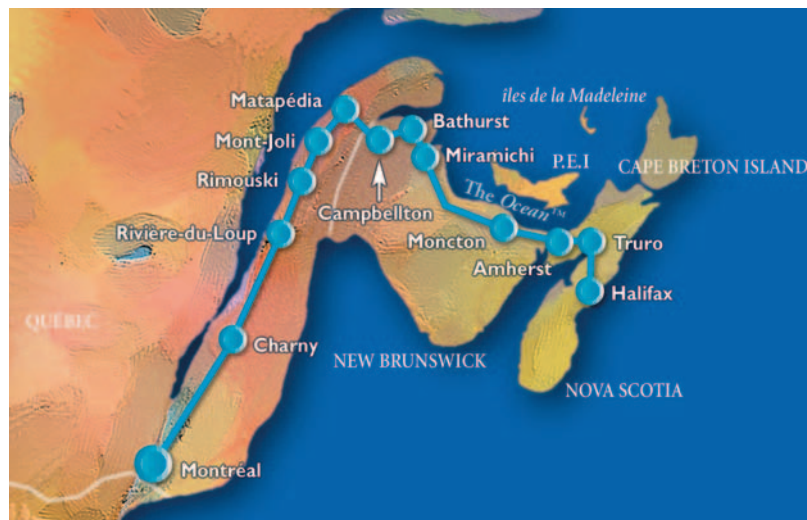 îles de la Madeleine
Matapédia
Bathurst
Mont-Joli
Miramichi
P.E.I
CAPE BRETON ISLAND
Rimouski
The Ocean™
Campbellton
Rivière-du-Loup
Moncton
Truro
Amherst
Halifax
QUÉBEC
Charny
NEW BRUNSWICK
NOVA SCOTIA
Montréal